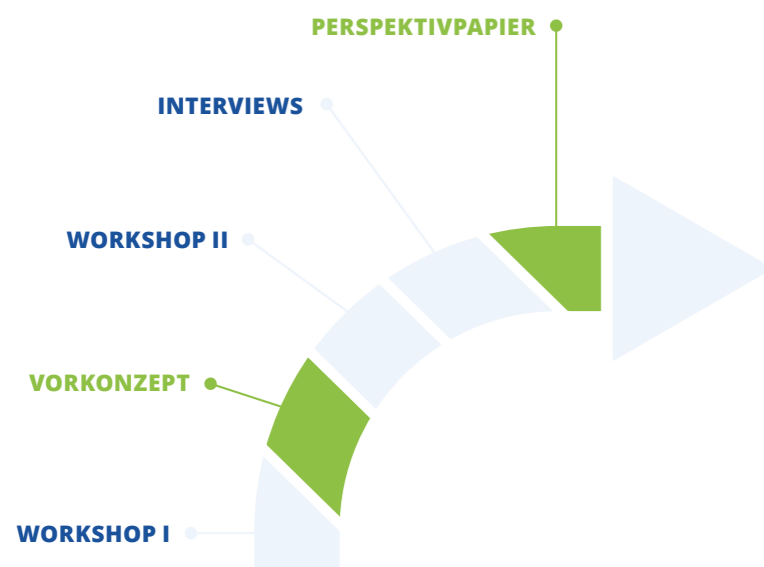 PERSPEKTIVPAPIER
INTERVIEWS
WORKSHOP II
VORKONZEPT
WORKSHOP I